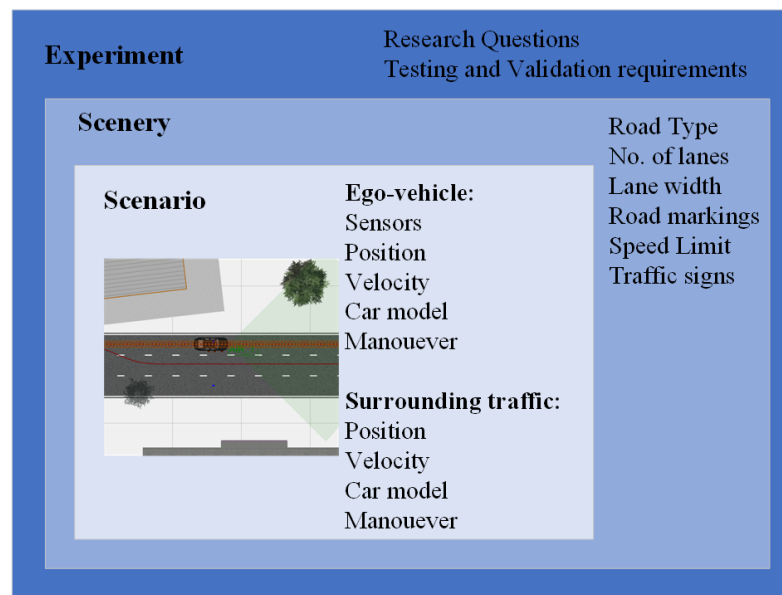 Experiment
Research Questions
Testing and Validation requirements
Scenery
Road Type
No. of lanes
Lane width
Road markings
Speed Limit
Traffic signs
Scenario
Ego-vehicle:
Sensors
Position
Velocity
Car model
Manouever
Surrounding traffic:
Position
Velocity
Car model
Manouever